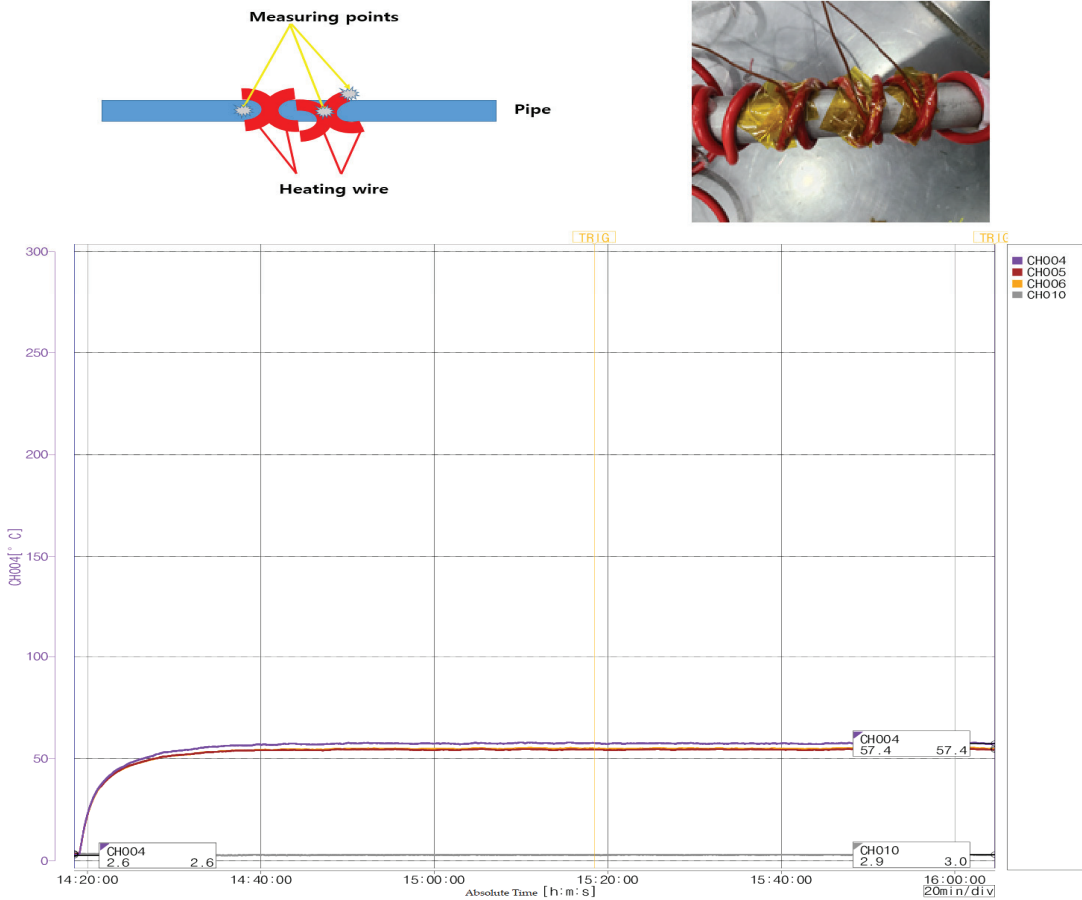 Measuring points
Pipe
Heating wire
TRIG
TRIG
300
250
200
150
100
50
0
CH004[° C]
CH004
CH005
CH006
CH010
CH004
57.4 57.4
CH004
2.6 2.6
CH010
2.9 3.0
14:20:00 14:40:00 15:00:00 15:20:00 15:40:00 16:00:00
Absolute Time [h:m:s]
20min/div